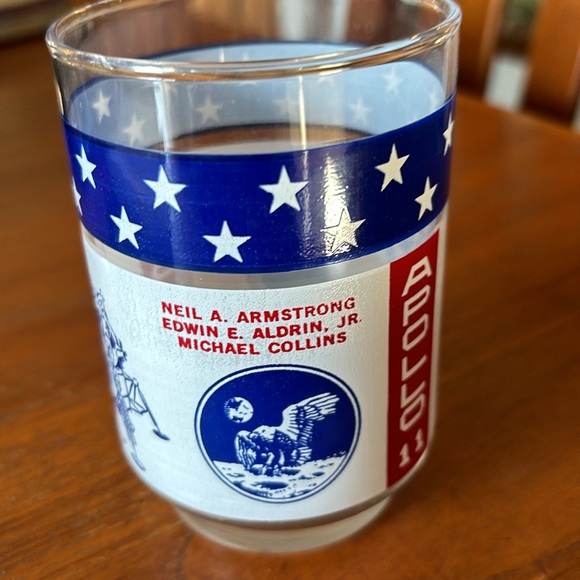 NEIL A. ARMSTRONG
EDWIN E. ALDRIN, JR.
MICHAEL COLLINS
APOLLO 11